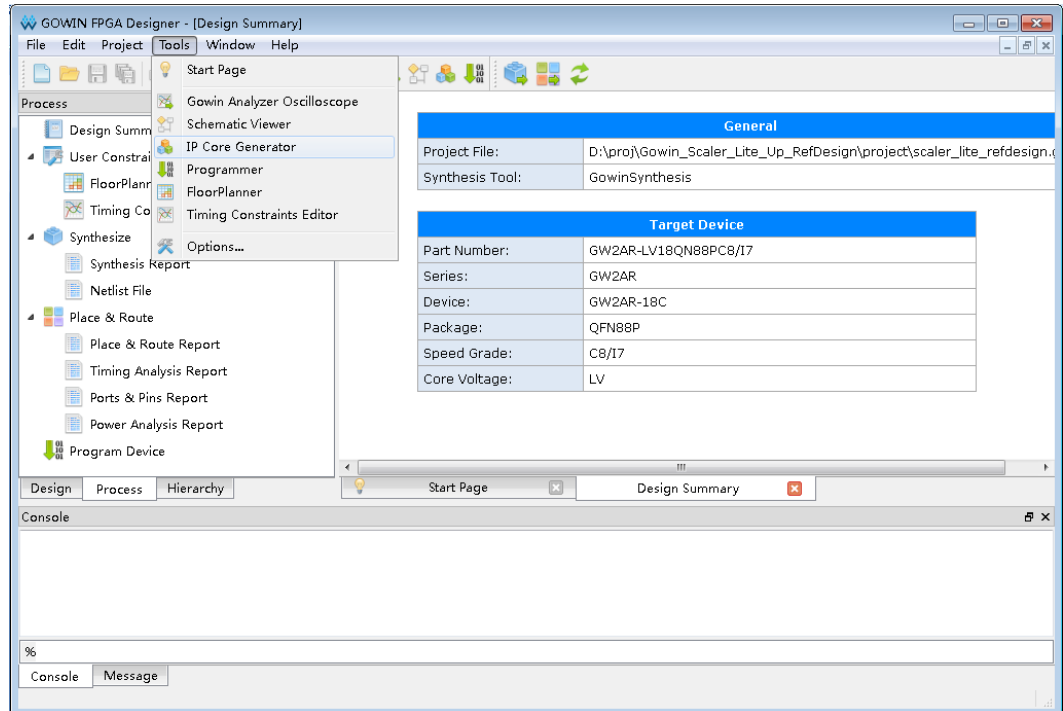 GOWIN FPGA Designer - [Design Summary]
File Edit Project Tools Window Help
Start Page
Gowin Analyzer Oscilloscope
Schematic Viewer
IP Core Generator
Programmer
FloorPlanner
Timing Constraints Editor
Options...
Process
Design Summ
User Constrai
FloorPlanr
Timing Co
Synthesize
Synthesis Report
Netlist File
Place & Route
Place & Route Report
Timing Analysis Report
Ports & Pins Report
Power Analysis Report
Program Device
Design Process Hierarchy
General
Project File: D:\proj\Gowin_Scaler_Lite_Up_RefDesign\project\scaler_lite_refdesign.g
Synthesis Tool: GowinSynthesis
Target Device
Part Number: GW2AR-LV18QN88PC8/I7
Series: GW2AR
Device: GW2AR-18C
Package: QFN88P
Speed Grade: C8/I7
Core Voltage: LV
Start Page Design Summary
Console
%
Console Message